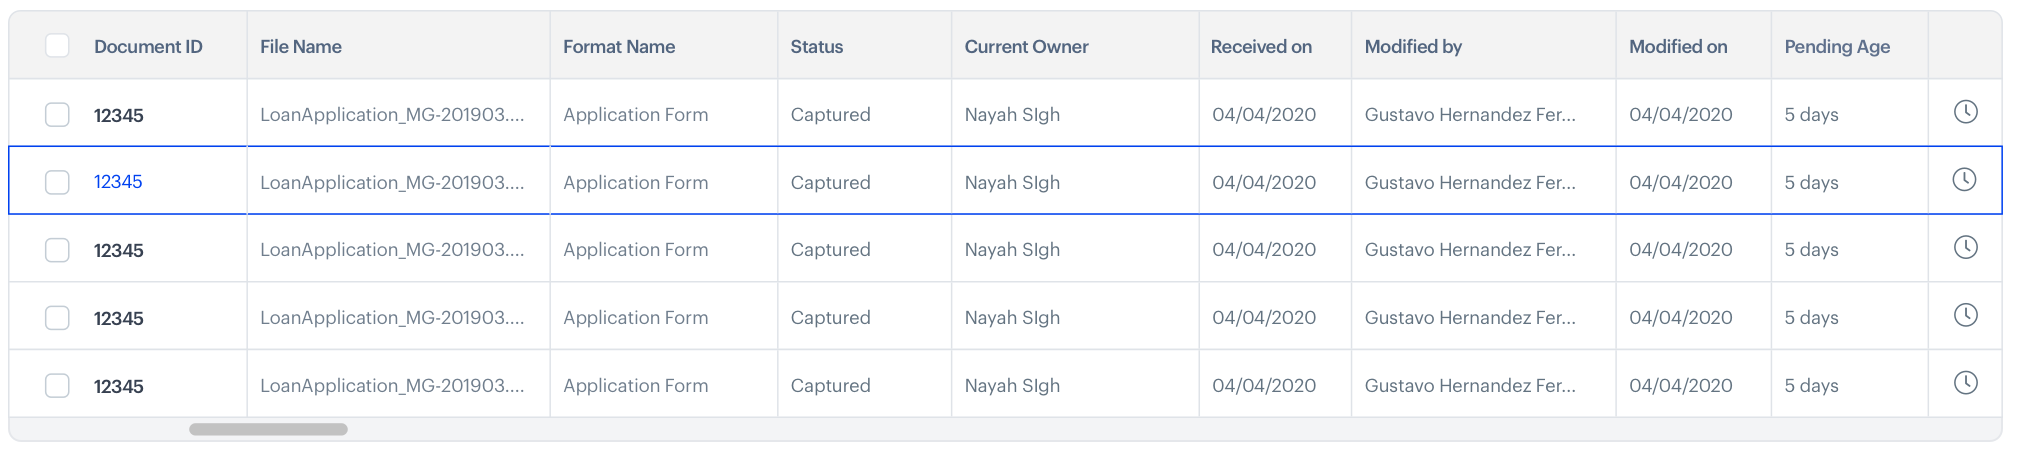 Document ID File Name Format Name Status Current Owner Received on Modified by Modified on Pending Age
12345 LoanApplication_MG-201903.... Application Form Captured Nayah SIgh 04/04/2020 Gustavo Hernandez Fer... 04/04/2020 5 days
12345 LoanApplication_MG-201903.... Application Form Captured Nayah SIgh 04/04/2020 Gustavo Hernandez Fer... 04/04/2020 5 days
12345 LoanApplication_MG-201903.... Application Form Captured Nayah SIgh 04/04/2020 Gustavo Hernandez Fer... 04/04/2020 5 days
12345 LoanApplication_MG-201903.... Application Form Captured Nayah SIgh 04/04/2020 Gustavo Hernandez Fer... 04/04/2020 5 days
12345 LoanApplication_MG-201903.... Application Form Captured Nayah SIgh 04/04/2020 Gustavo Hernandez Fer... 04/04/2020 5 days